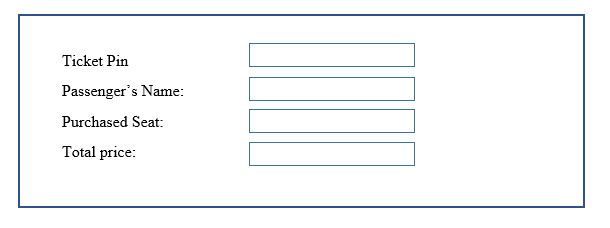 Ticket Pin
Passenger’s Name:
Purchased Seat:
Total price: